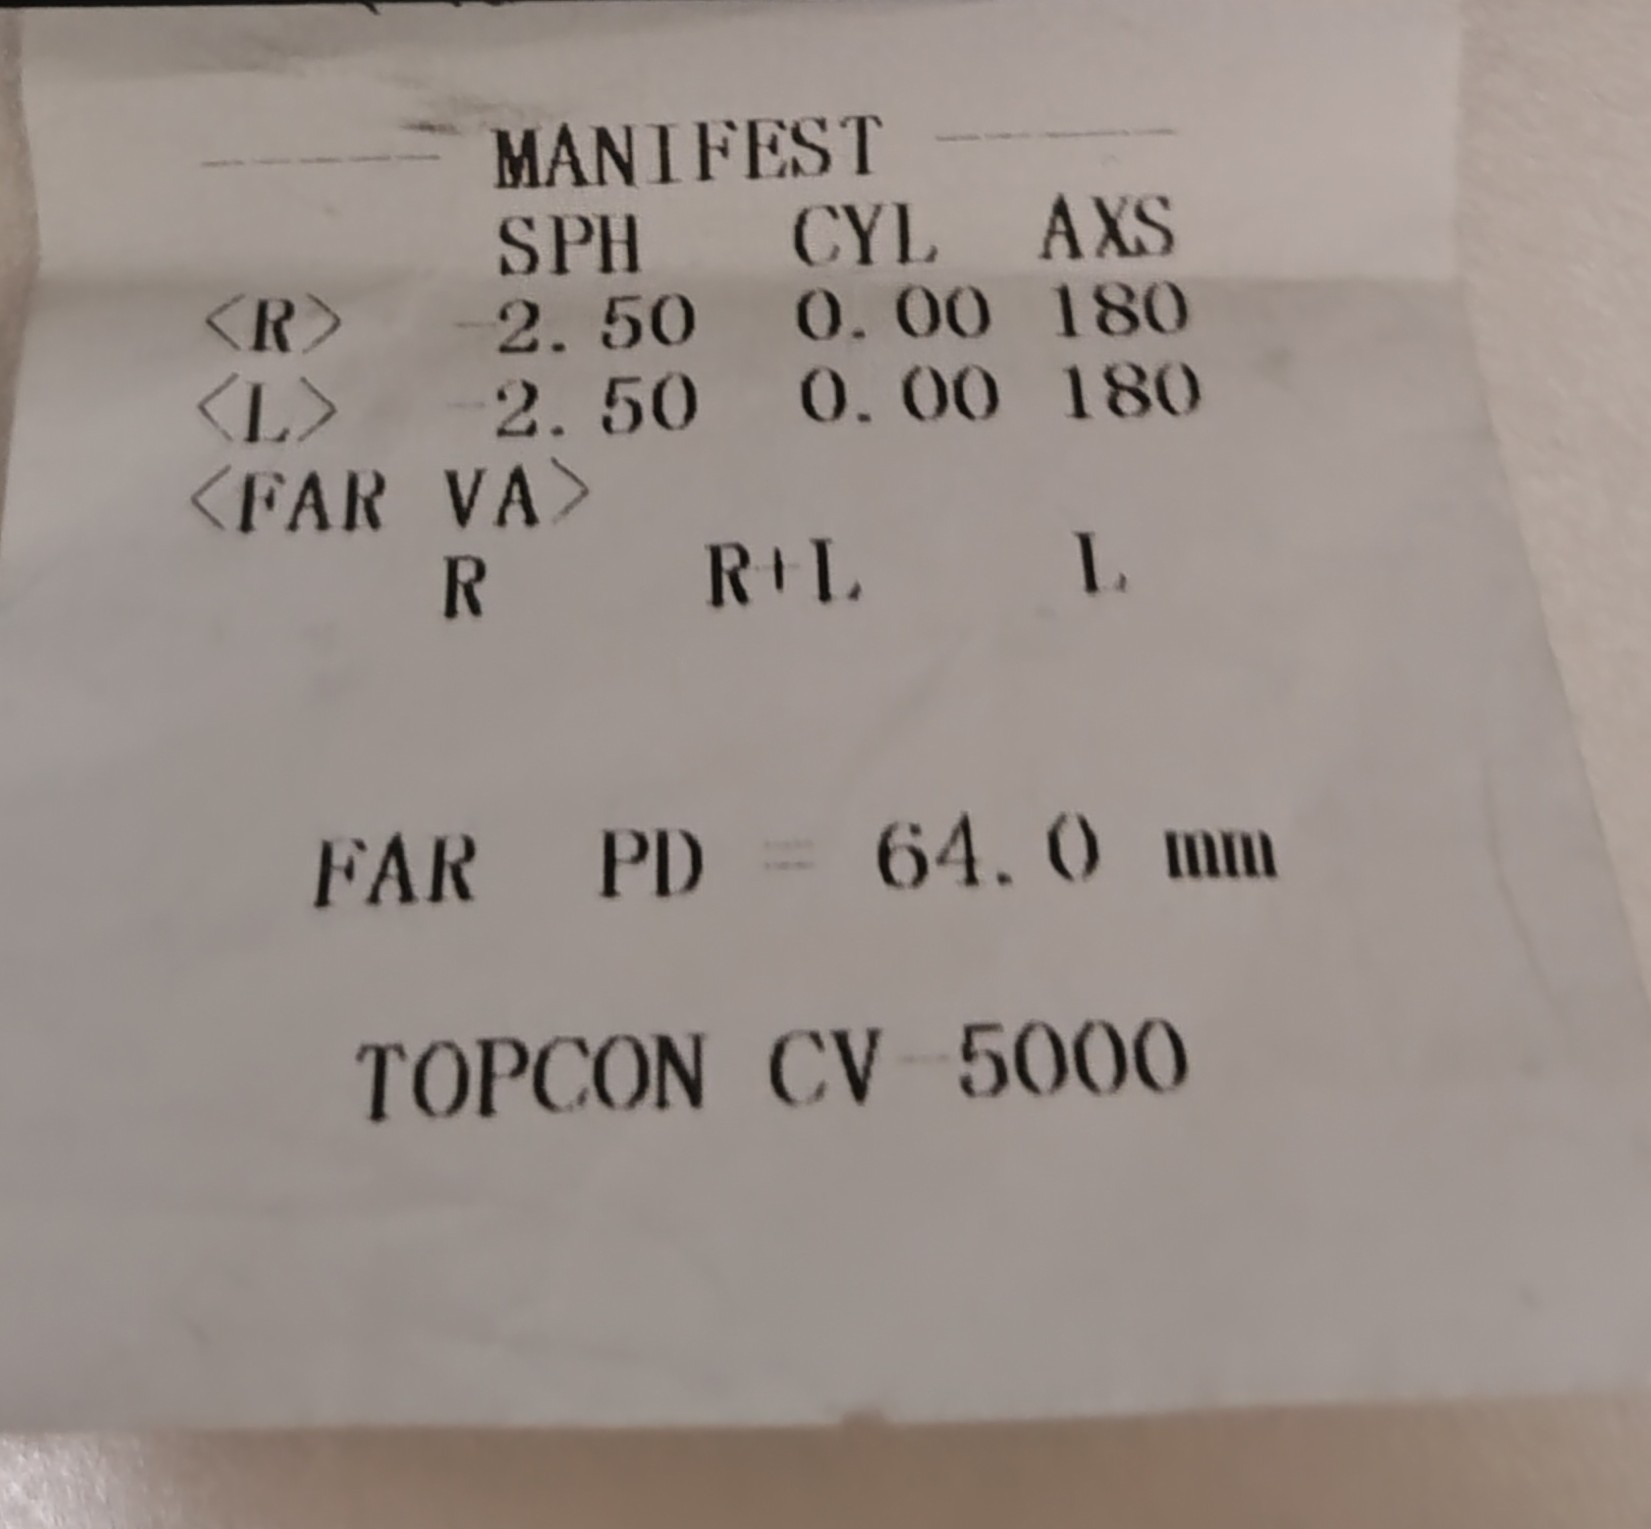 MANIFEST
SPH CYL AXS
<R> -2.50 0.00 180
<L> -2.50 0.00 180
<FAR VA>
R R+L L
FAR PD = 64.0 mm
TOPCON CV-5000